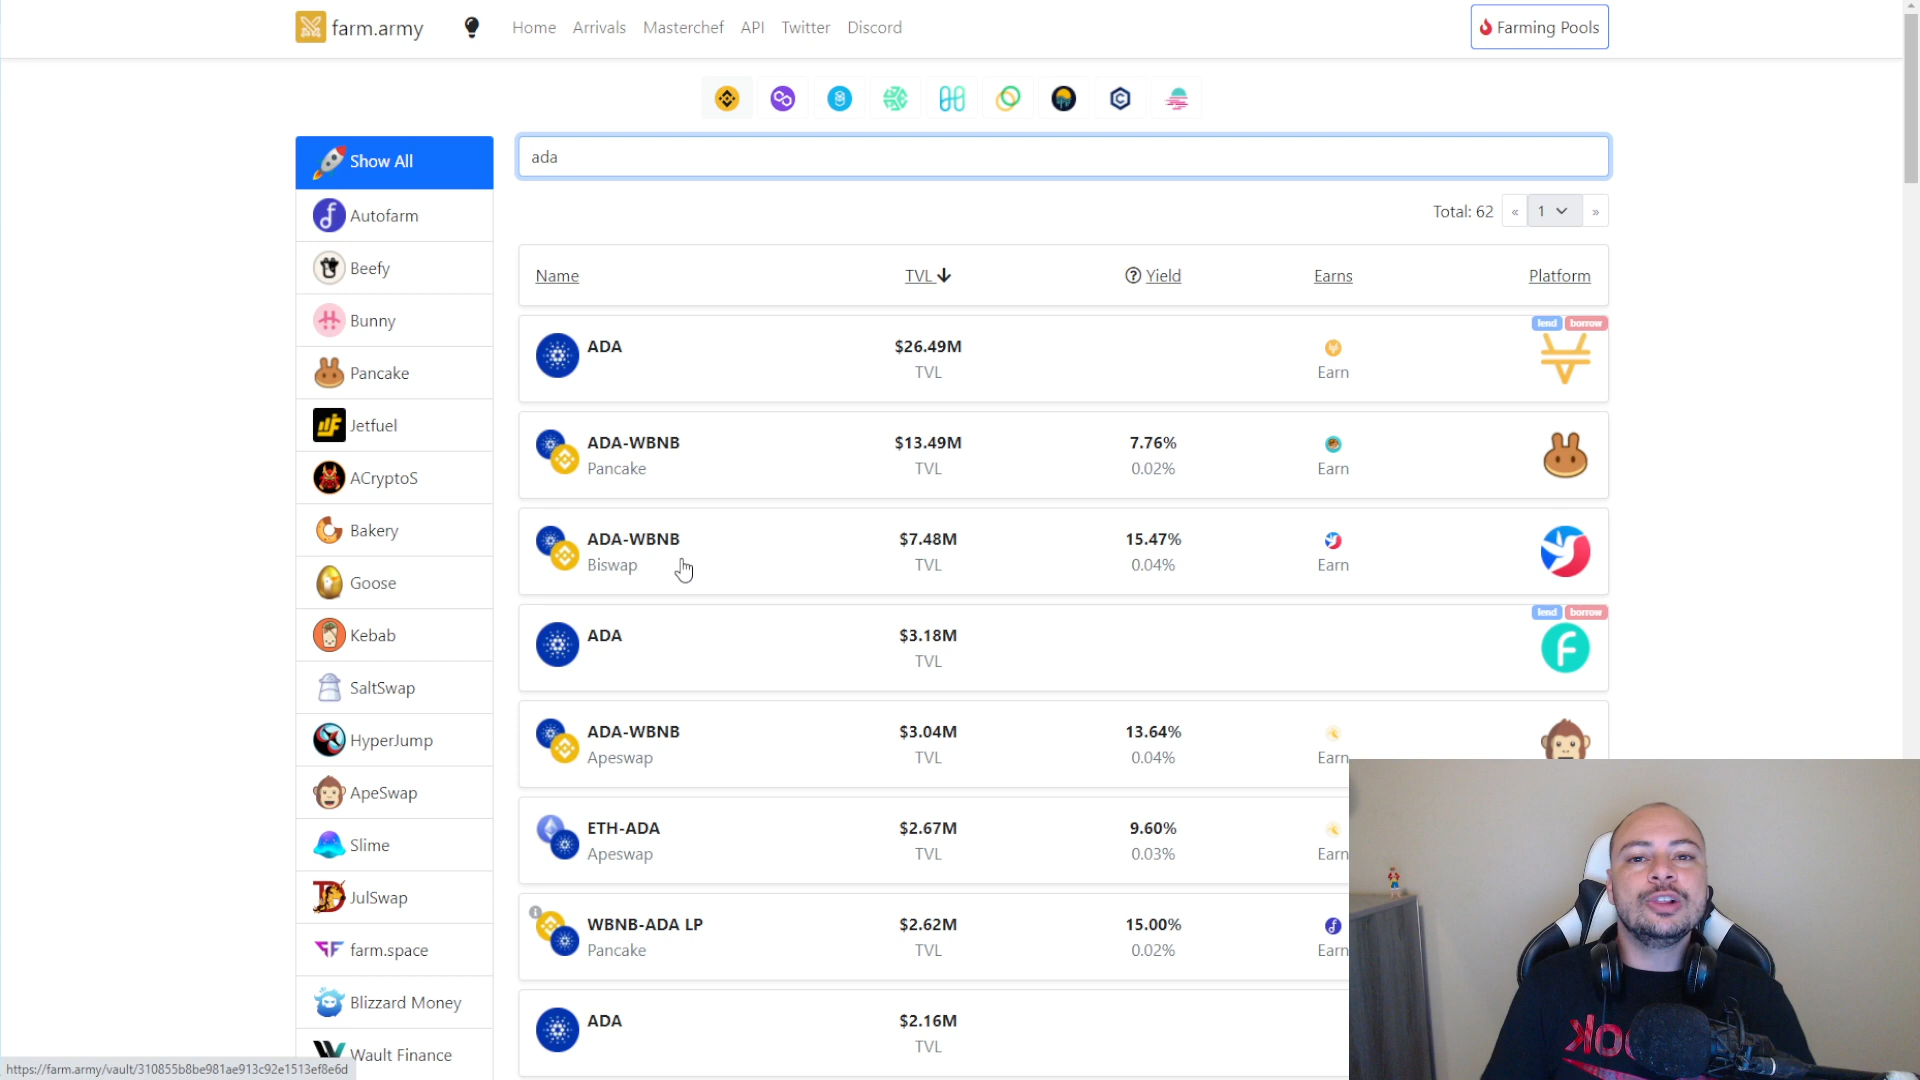 farm.army
Home Arrivals Masterchef API Twitter Discord
Farming Pools
Show All
Autofarm
Beefy
Bunny
Pancake
Jetfuel
ACryptoS
Bakery
Goose
Kebab
SaltSwap
HyperJump
ApeSwap
Slime
JulSwap
farm.space
Blizzard Money
Wault Finance
ada
Total: 62 « 1 »
Name TVL Yield Earns Platform
lend borrow
ADA $26.49M
TVL Earn
ADA-WBNB $13.49M 7.76%
Pancake TVL 0.02% Earn
ADA-WBNB $7.48M 15.47%
Biswap TVL 0.04% Earn
lend borrow
ADA $3.18M
TVL
ADA-WBNB $3.04M 13.64%
Apeswap TVL 0.04% Earn
ETH-ADA $2.67M 9.60%
Apeswap TVL 0.03% Earn
WBNB-ADA LP $2.62M 15.00%
Pancake TVL 0.02% Earn
ADA $2.16M
TVL
https://farm.army/vault/310855b8be981ae913c92e1513ef8e6d